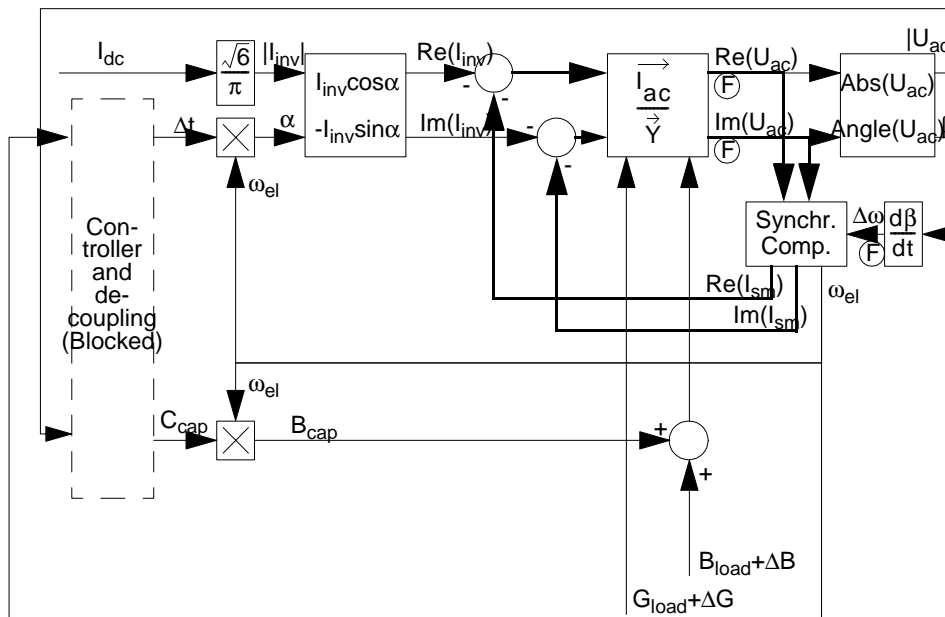 I_dc
√6
π
|I_inv|
I_inv cosα
-I_inv sinα
Re(I_inv)
Im(I_inv)
-
-
-
-
I_ac
Y
Re(U_ac)
F
Im(U_ac)
F
|U_ac
Abs(U_ac)
Angle(U_ac)
Δt
α
ω_el
Con-
troller
and
de-
coupling
(Blocked)
Synchr.
Comp.
Δω
F
dβ
dt
Re(I_sm)
Im(I_sm)
ω_el
ω_el
C_cap
B_cap
+
+
B_load+ΔB
G_load+ΔG